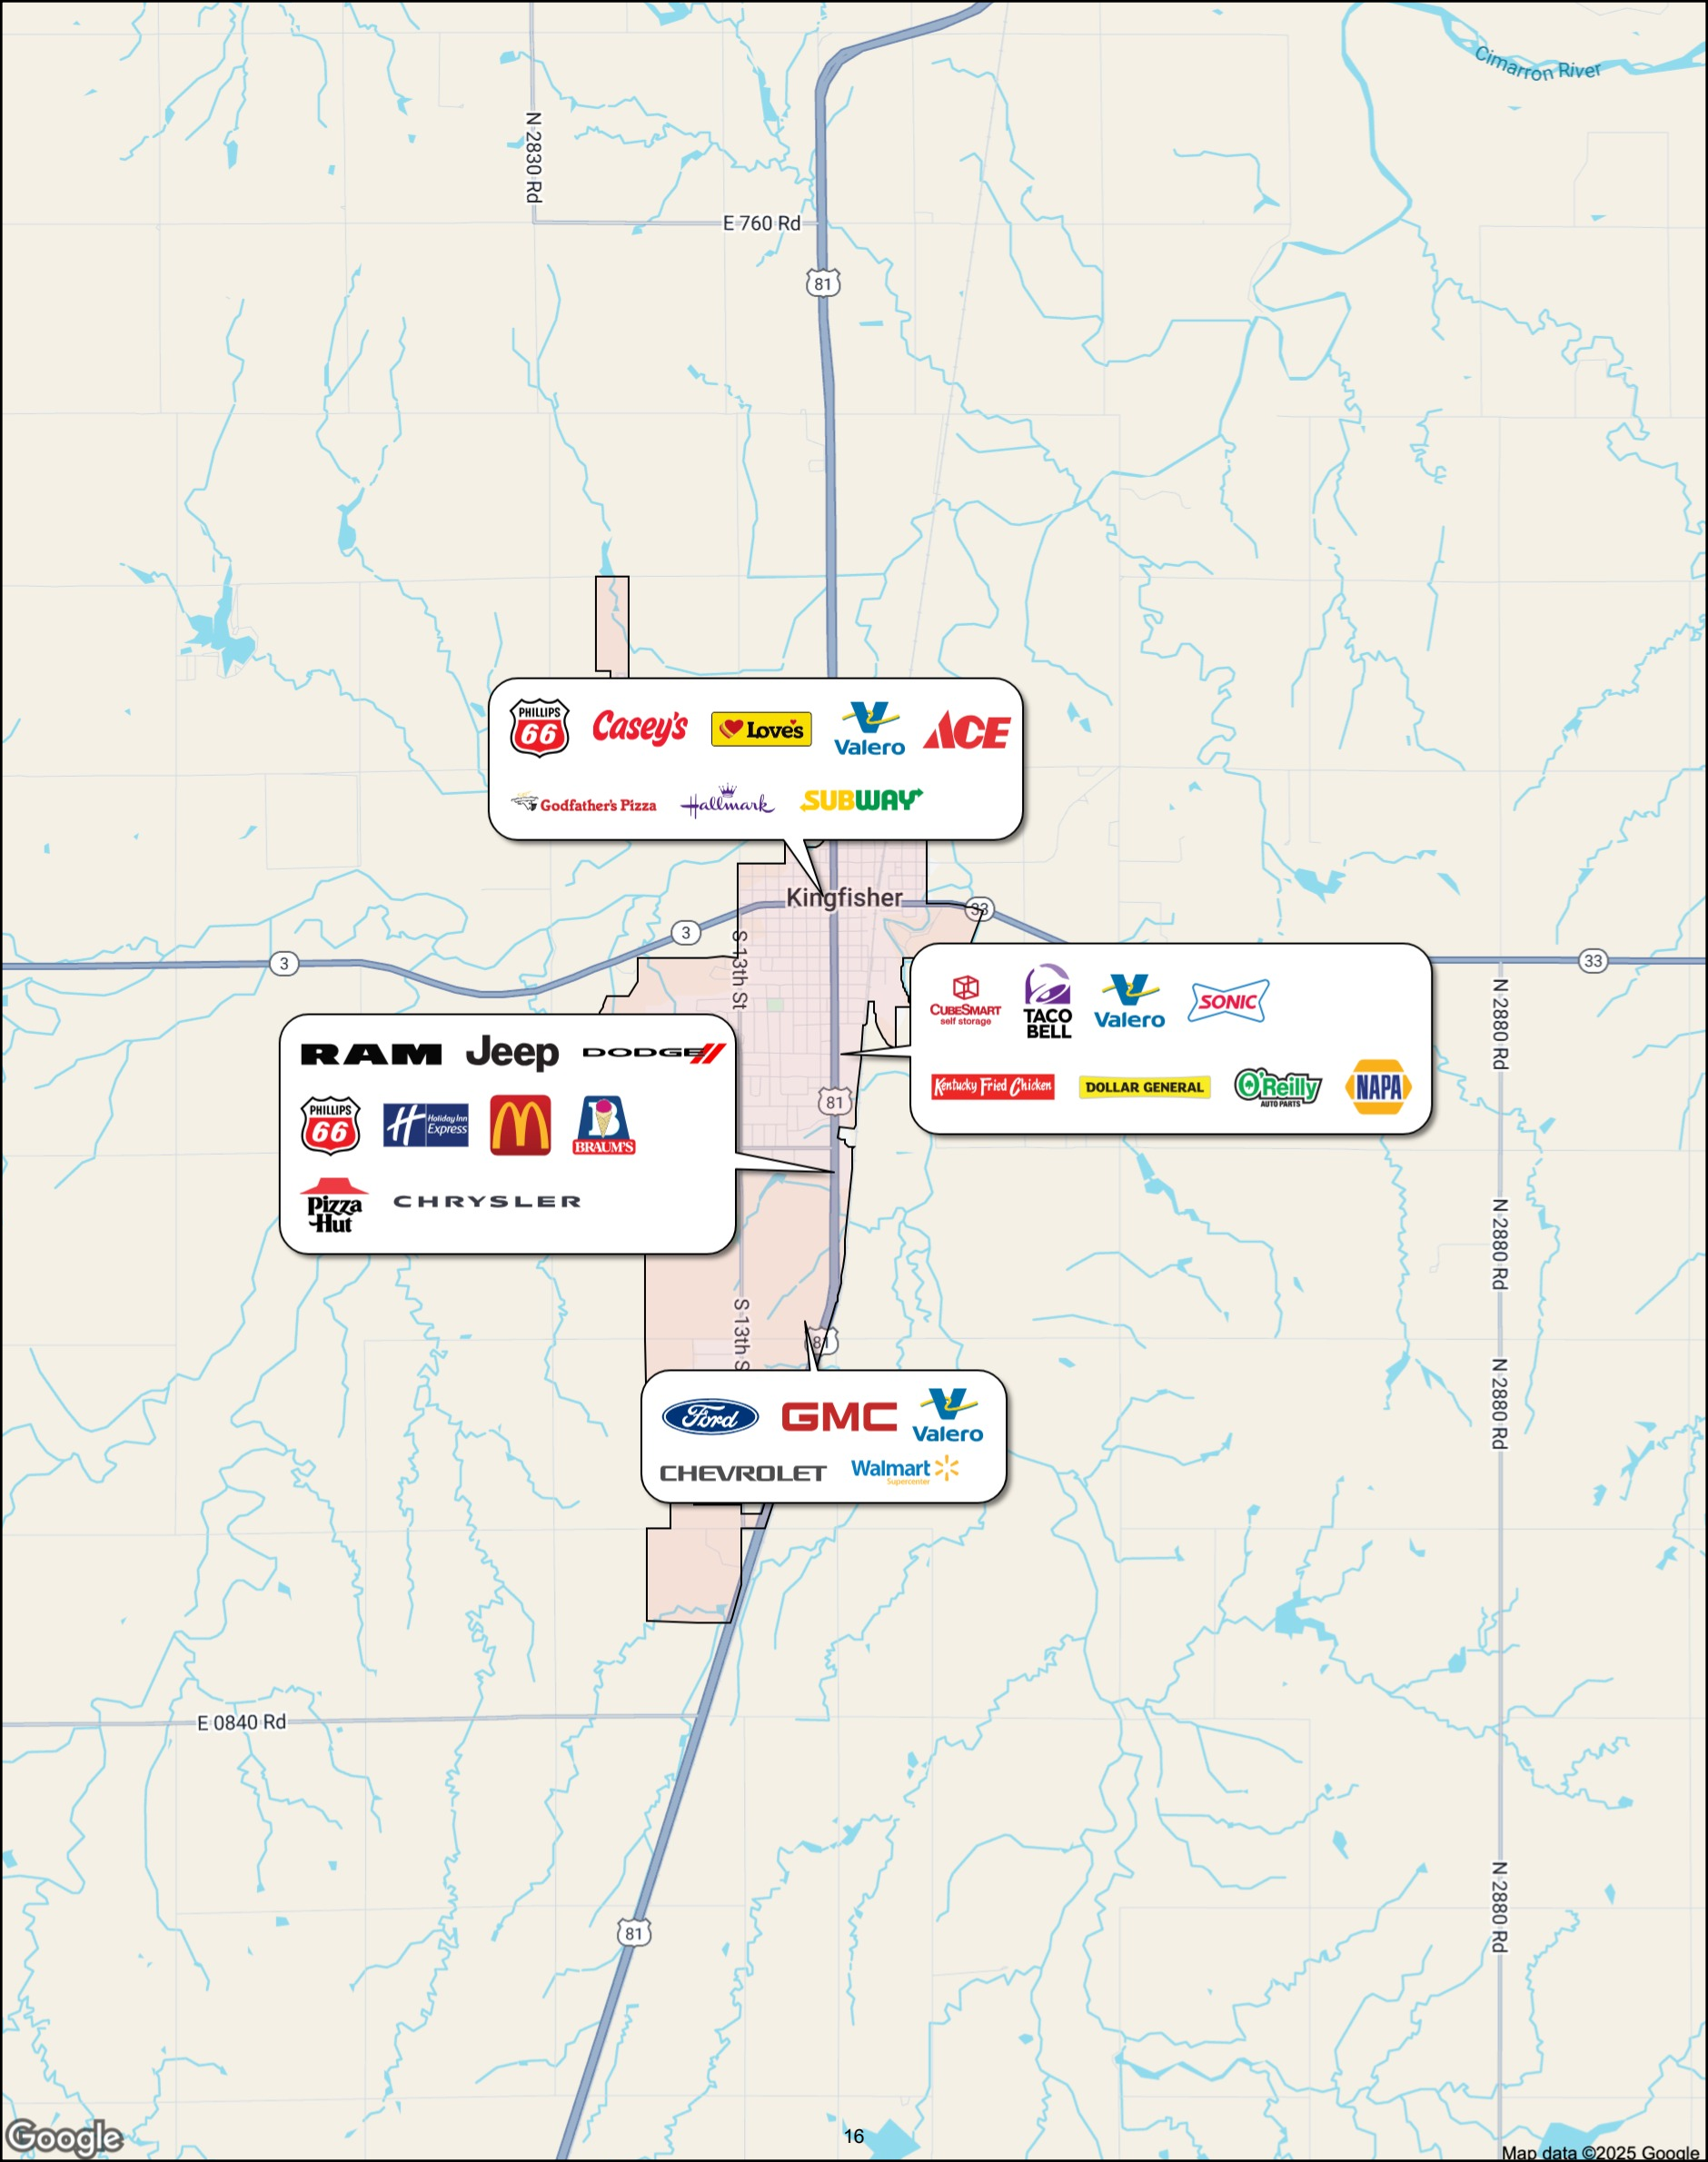 Cimarron River
N 2830 Rd
E 760 Rd
81
PHILLIPS 66
Casey's
Love's
Valero
ACE
Godfather's Pizza
Hallmark
SUBWAY
Kingfisher
33
3
3
33
S 13th St
N 2880 Rd
CUBESMART
self storage
TACO BELL
Valero
SONIC
Kentucky Fried Chicken
DOLLAR GENERAL
O'Reilly
AUTO PARTS
NAPA
RAM
Jeep
DODGE
PHILLIPS 66
Holiday Inn Express
M
B
BRAUM'S
Pizza Hut
CHRYSLER
81
N 2880 Rd
S 13th S
81
Ford
GMC
Valero
CHEVROLET
Walmart
Supercenter
N 2880 Rd
E 0840 Rd
N 2880 Rd
81
Google
16
Map data ©2025 Google